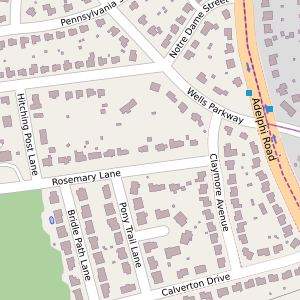 Pennsylvania S
Notre Dame Street
Wells Parkway
Adelphi Road
Hitching Post Lane
Rosemary Lane
Claymore Avenue
Bridle Path Lane
Pony Trail Lane
Calverton Drive